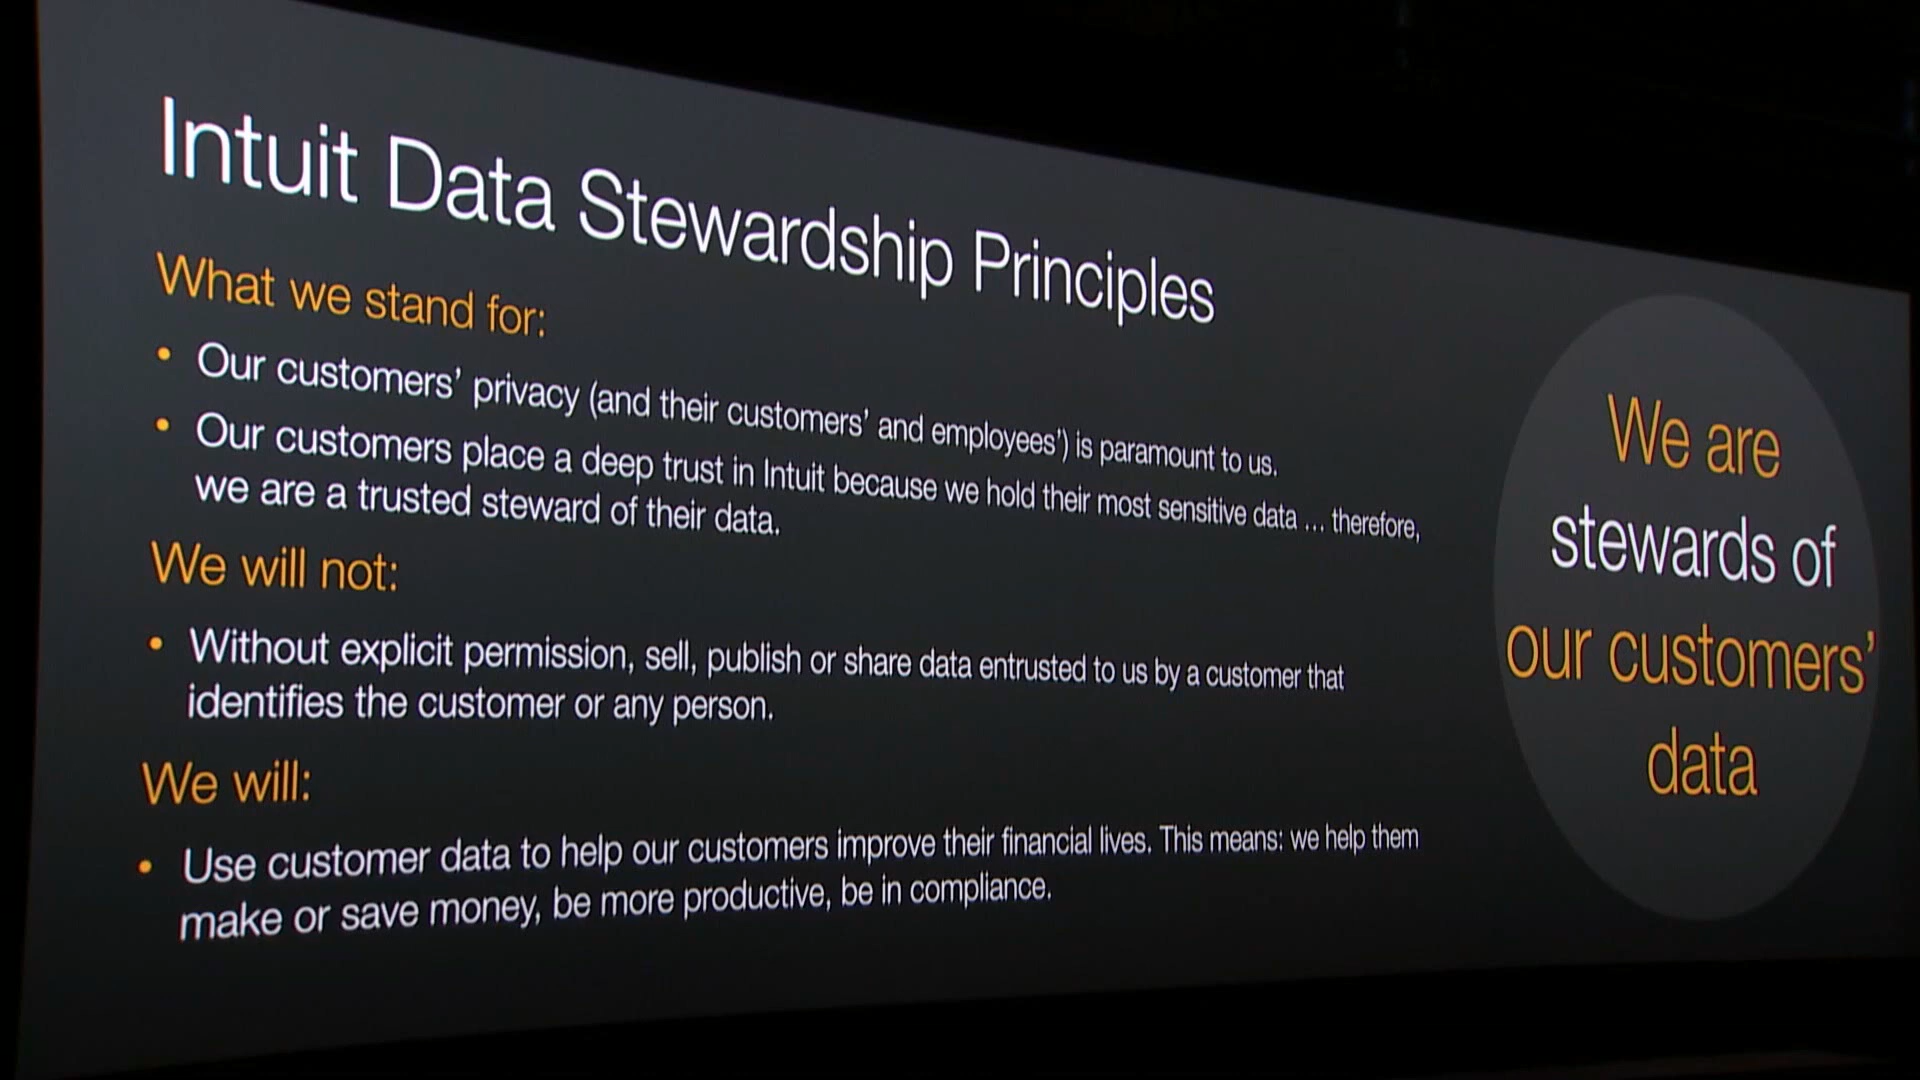 Intuit Data Stewardship Principles
What we stand for:
• Our customers’ privacy (and their customers’ and employees’) is paramount to us.
• Our customers place a deep trust in Intuit because we hold their most sensitive data ... therefore,
we are a trusted steward of their data.
We will not:
• Without explicit permission, sell, publish or share data entrusted to us by a customer that
identifies the customer or any person.
We will:
• Use customer data to help our customers improve their financial lives. This means: we help them
make or save money, be more productive, be in compliance.
We are
stewards of
our customers’
data